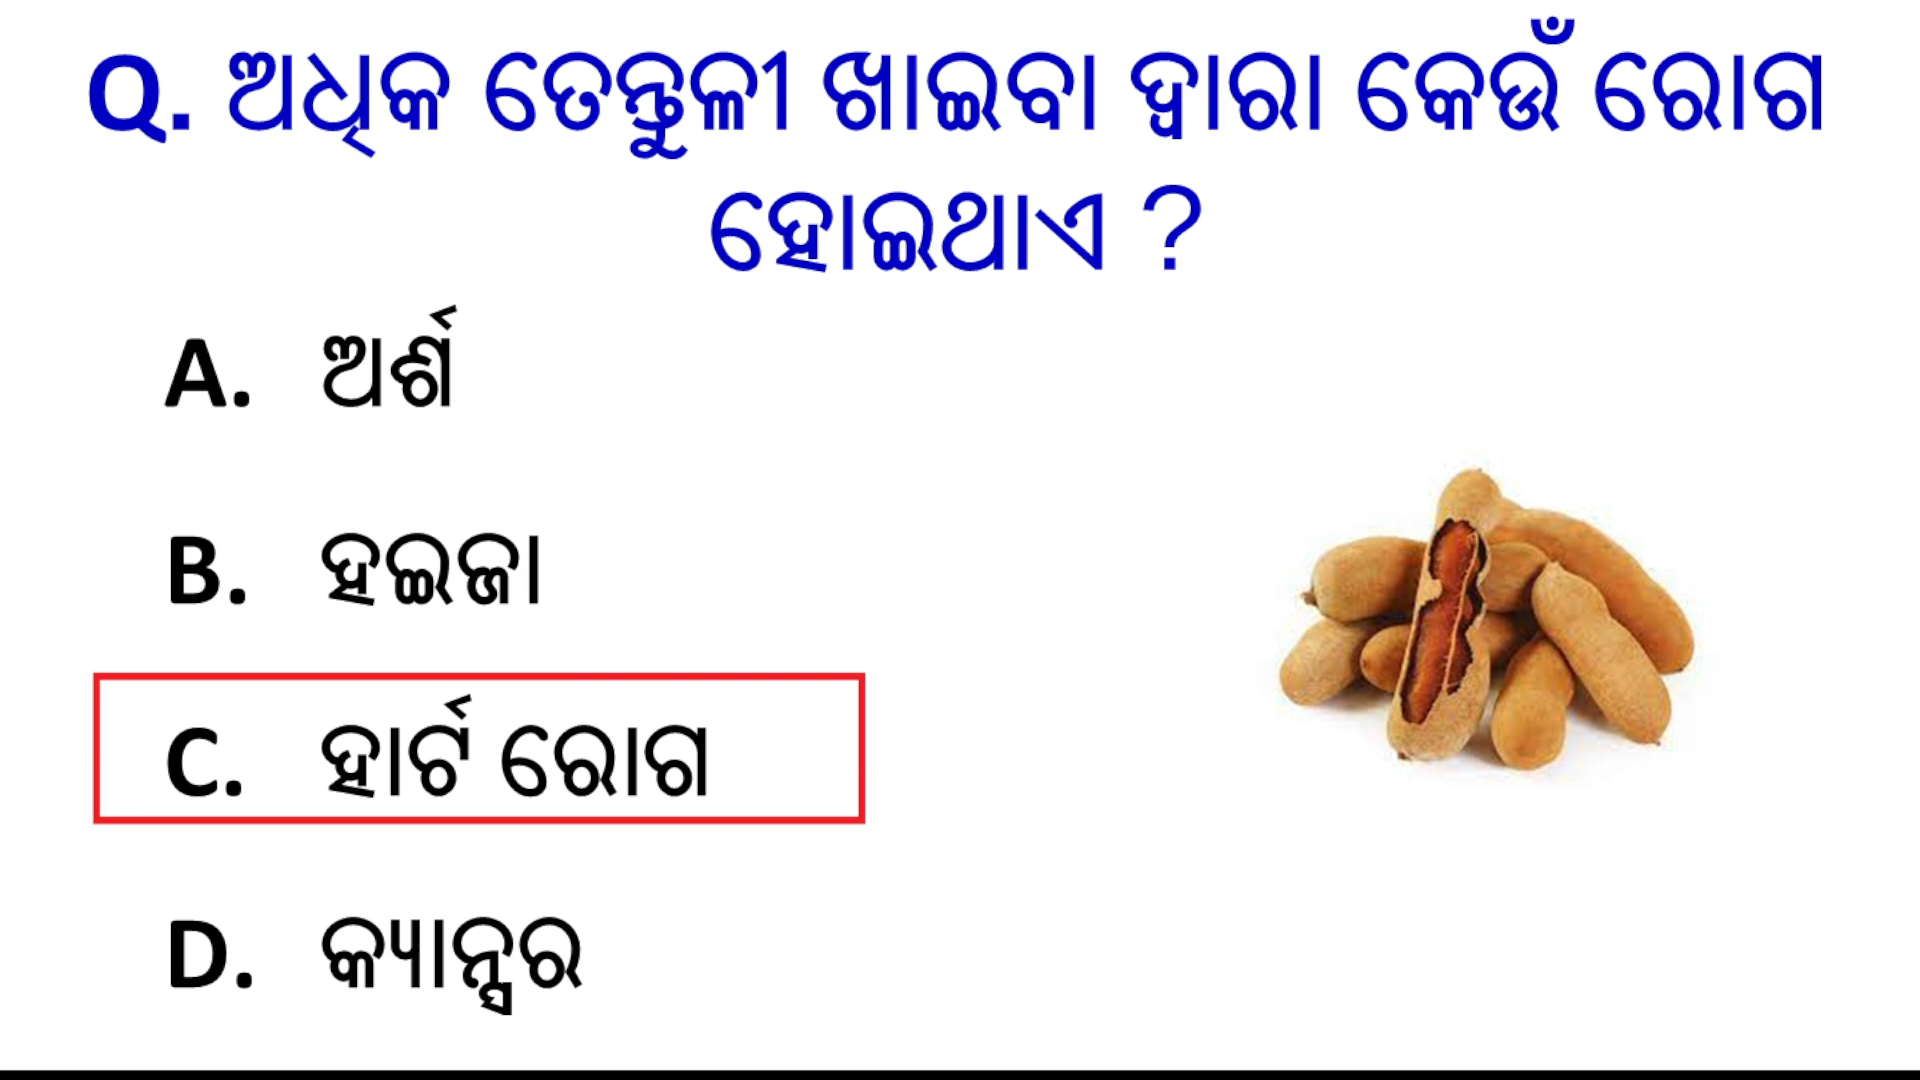 Q. ଅଧିକ ତେନ୍ତୁଳୀ ଖାଇବା ଦ୍ୱାରା କେଉଁ ରୋଗ
ହୋଇଥାଏ ?
A. ଅର୍ଶ
B. ହଇଜା
C. ହାର୍ଟ ରୋଗ
D. କ୍ୟାନ୍ସର